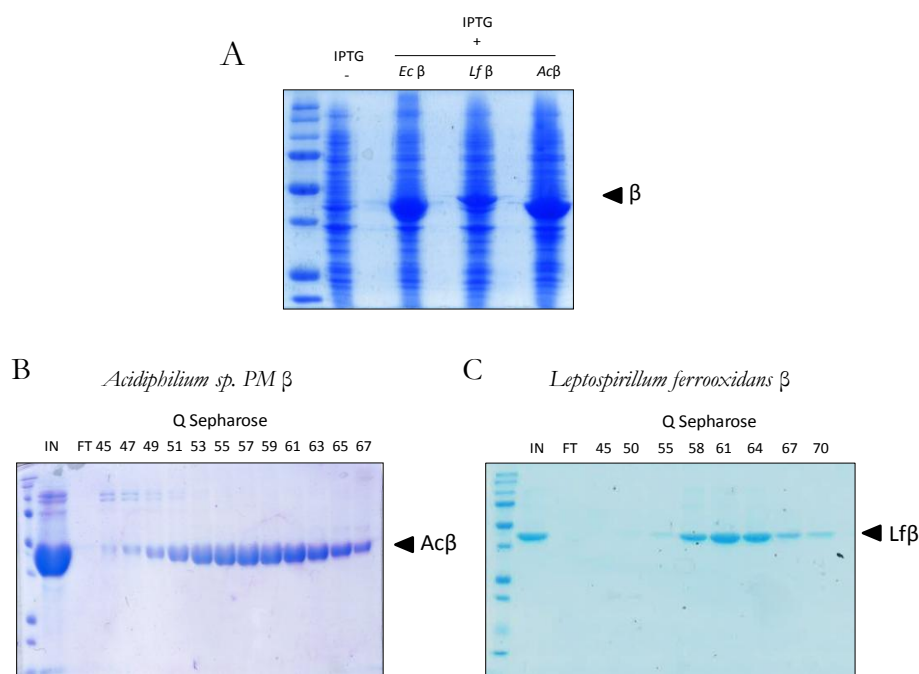 A
IPTG
-
IPTG
+
Ec β
Lf β
Acβ
β
B
Acidiphilium sp. PM β
Q Sepharose
IN FT 45 47 49 51 53 55 57 59 61 63 65 67
Acβ
C
Leptospirillum ferrooxidans β
Q Sepharose
IN FT 45 50 55 58 61 64 67 70
Lfβ